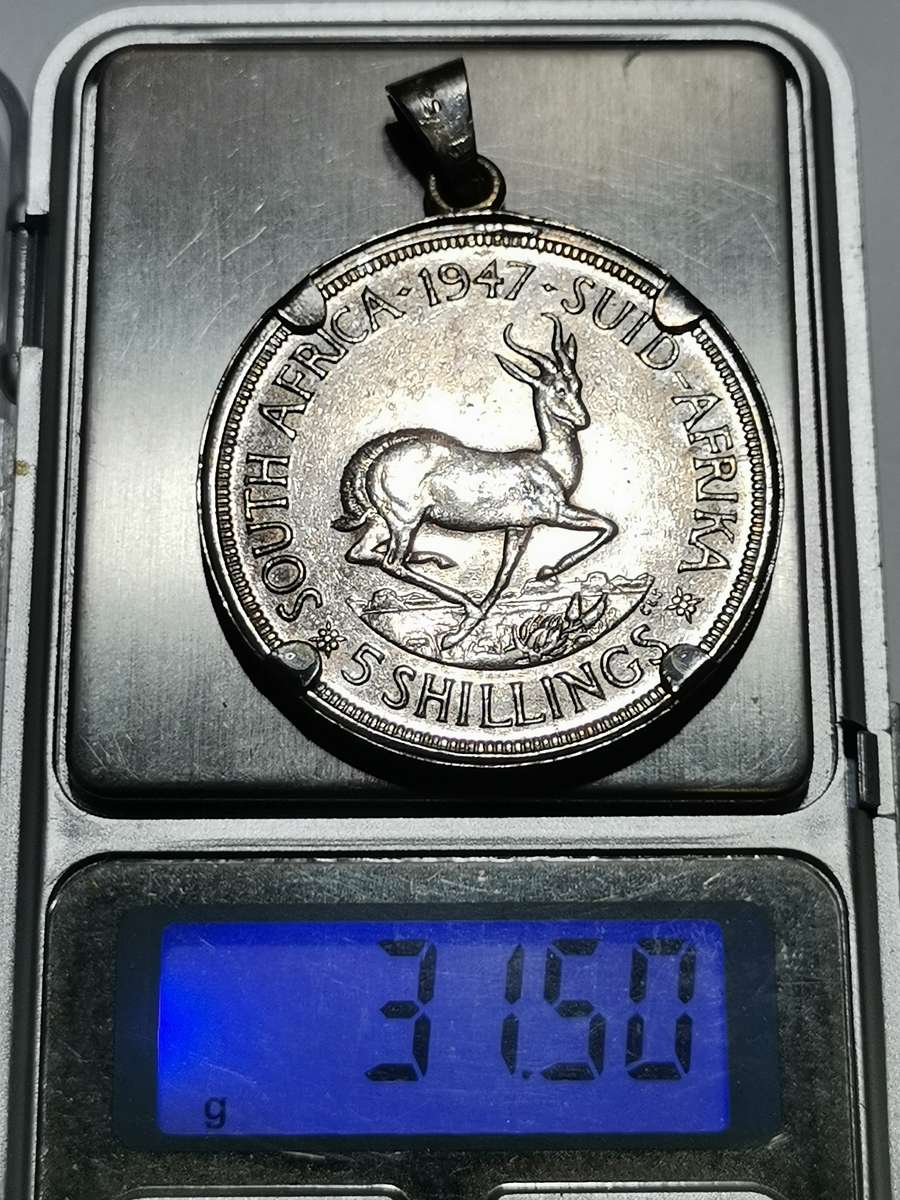 SOUTH AFRICA · 1947 · SUID-AFRIKA
5 SHILLINGS
31.50
g